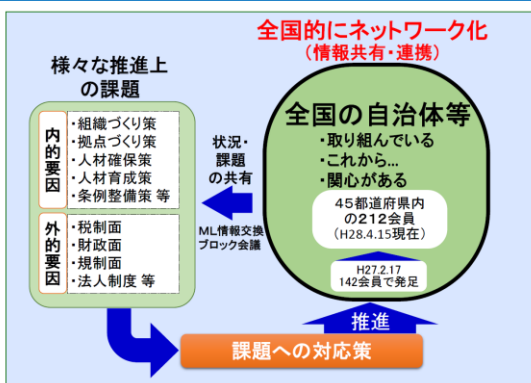 全国的にネットワーク化
（情報共有・連携）
様々な推進上
の課題
内的要因
・組織づくり策
・拠点づくり策
・人材確保策
・人材育成策
・条例整備策 等
外的要因
・税制面
・財政面
・規制面
・法人制度 等
状況・
課題
の共有
ML情報交換
ブロック会議
全国の自治体等
・取り組んでいる
・これから…
・関心がある
45都道府県内
の212会員
（H28.4.15現在）
H27.2.17
142会員で発足
推進
課題への対応策